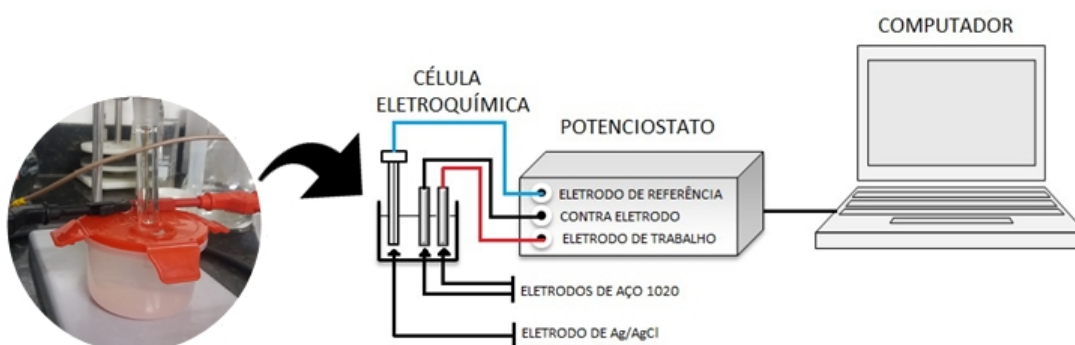 COMPUTADOR
CÉLULA
ELETROQUÍMICA
POTENCIOSTATO
ELETRODO DE REFERÊNCIA
CONTRA ELETRODO
ELETRODO DE TRABALHO
ELETRODOS DE AÇO 1020
ELETRODO DE Ag/AgCl